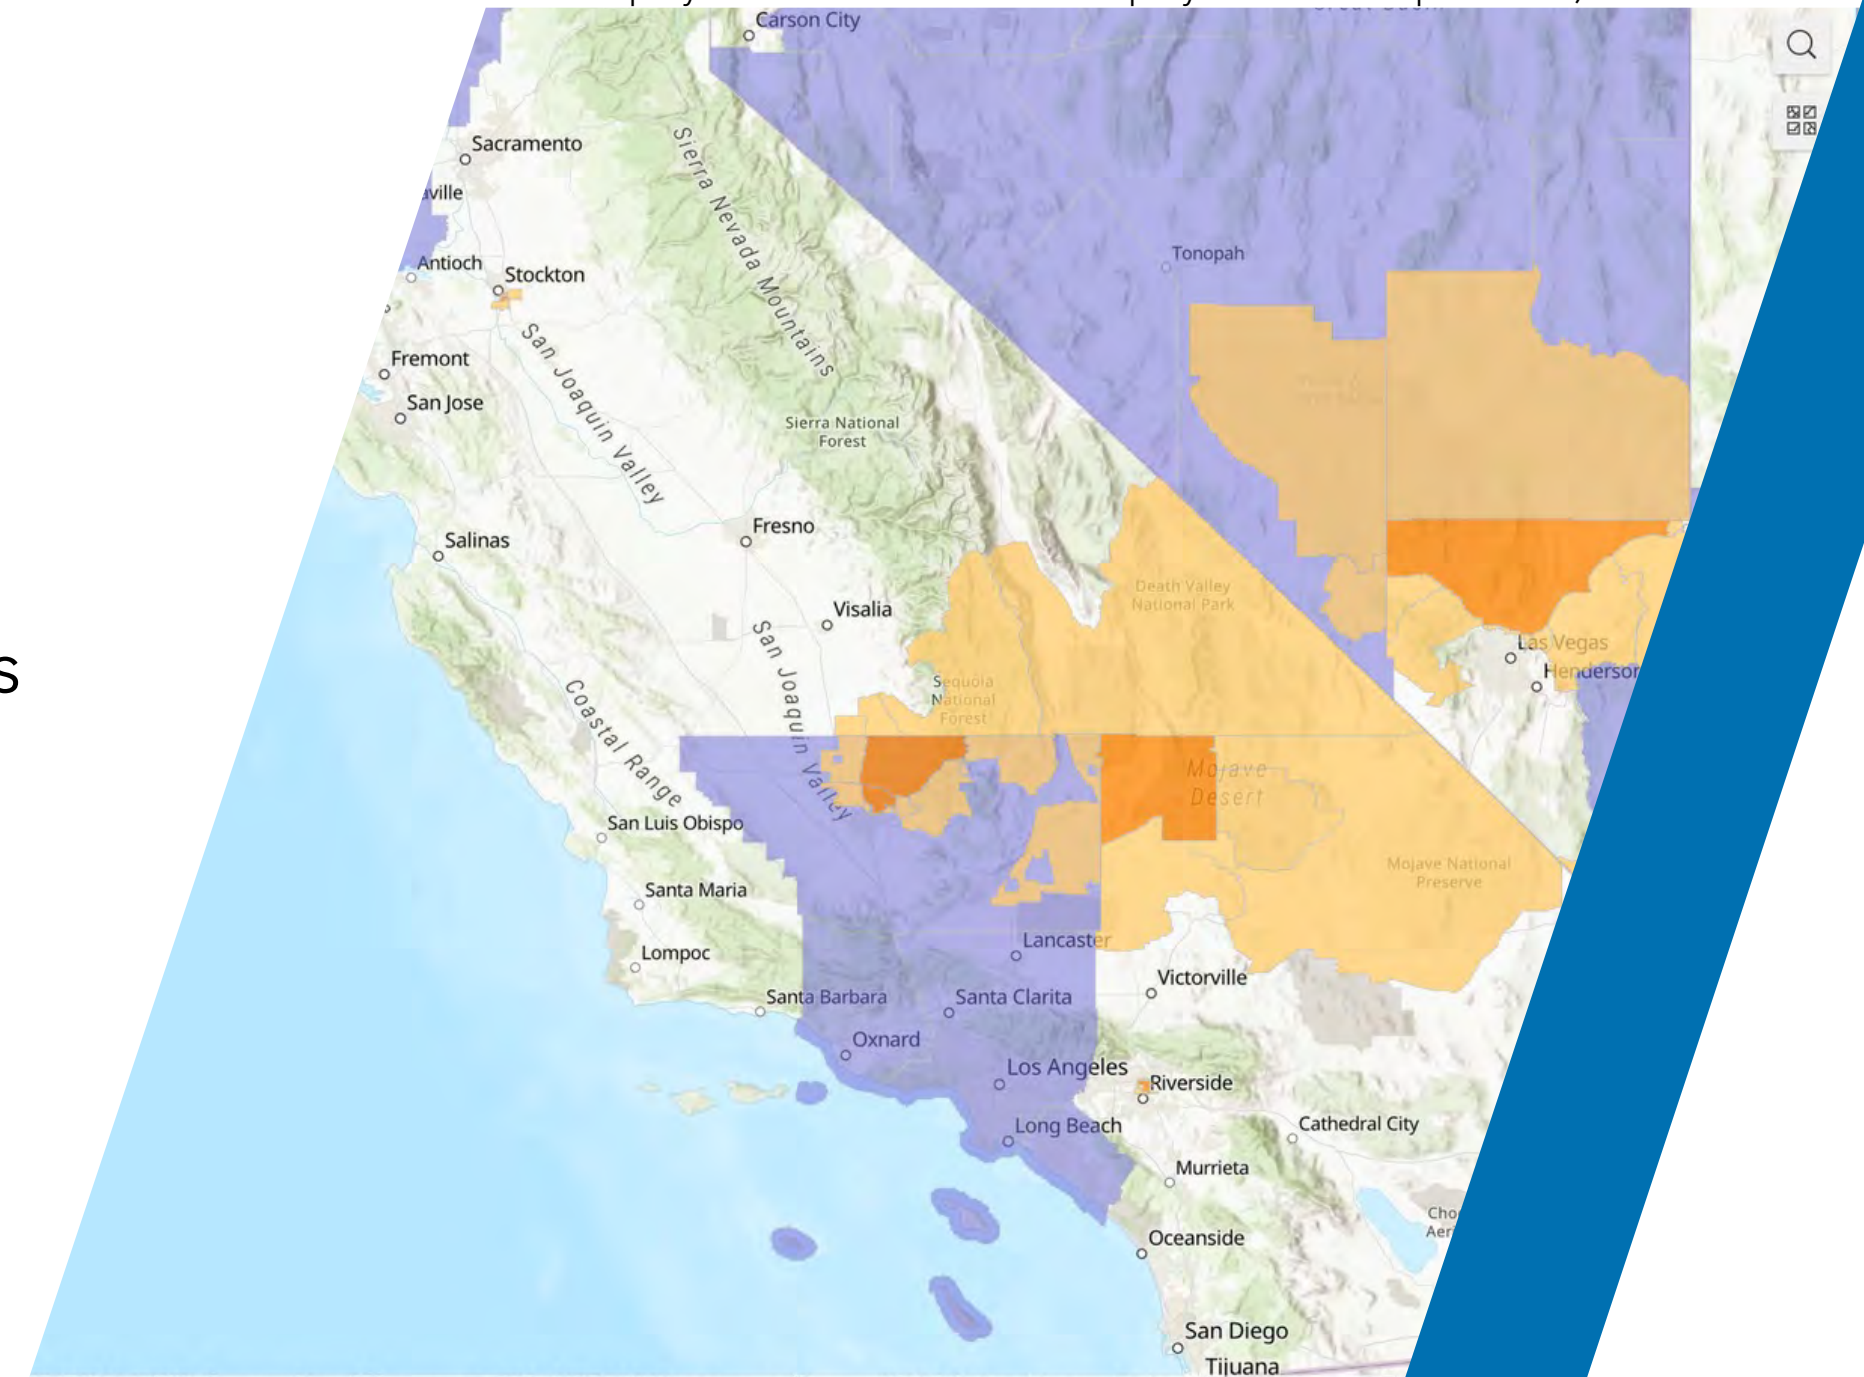 Carson City
Sacramento
aville
Antioch
Stockton
Sierra Nevada Mountains
Tonopah
Fremont
San Jose
San Joaquin Valley
Sierra National
Forest
Fresno
Salinas
Death Valley
National Park
Visalia
s
San Joaquin Valley
Las Vegas
Henderson
Sequoia
National
Forest
Coastal Range
Mojave
Desert
San Luis Obispo
Mojave National
Preserve
Santa Maria
Lancaster
Lompoc
Victorville
Santa Barbara
Santa Clarita
Oxnard
Los Angeles
Riverside
Long Beach
Cathedral City
Murrieta
Cho
Aer
Oceanside
San Diego
Tijuana